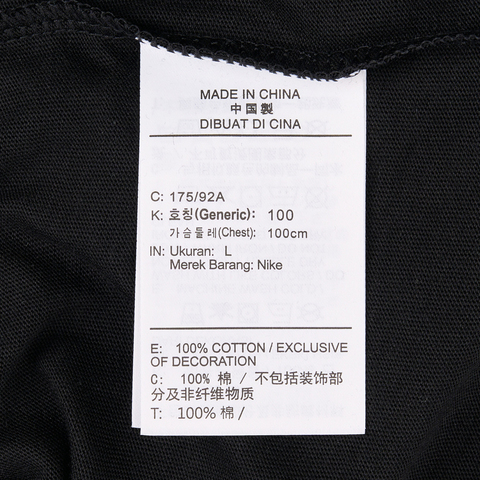 MADE IN CHINA
中国製
DIBUAT DI CINA
C: 175/92A
K: 호칭(Generic): 100
가슴둘레(Chest): 100cm
IN: Ukuran: L
Merek Barang: Nike
E: 100% COTTON / EXCLUSIVE
OF DECORATION
C: 100% 棉 / 不包括装饰部
分及非纤维物质
T: 100% 棉 /